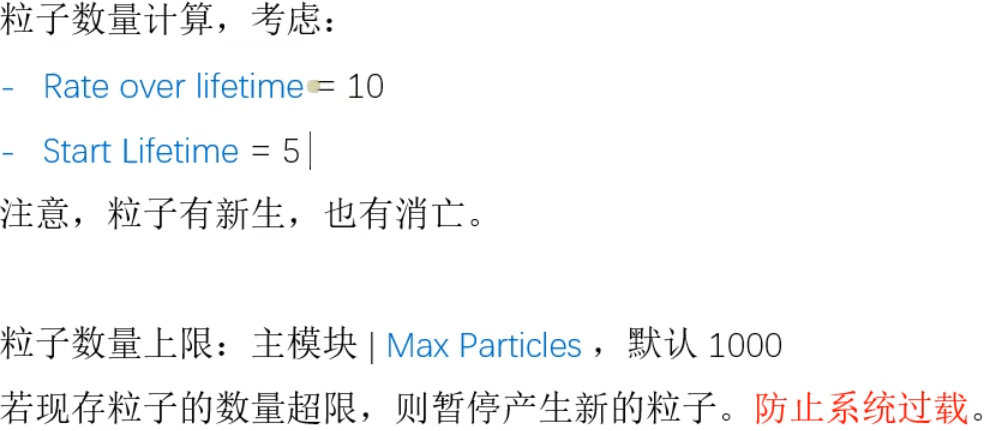 粒子数量计算，考虑：
- Rate over lifetime = 10
- Start Lifetime = 5
注意，粒子有新生，也有消亡。
粒子数量上限：主模块 | Max Particles ，默认 1000
若现存粒子的数量超限，则暂停产生新的粒子。防止系统过载。